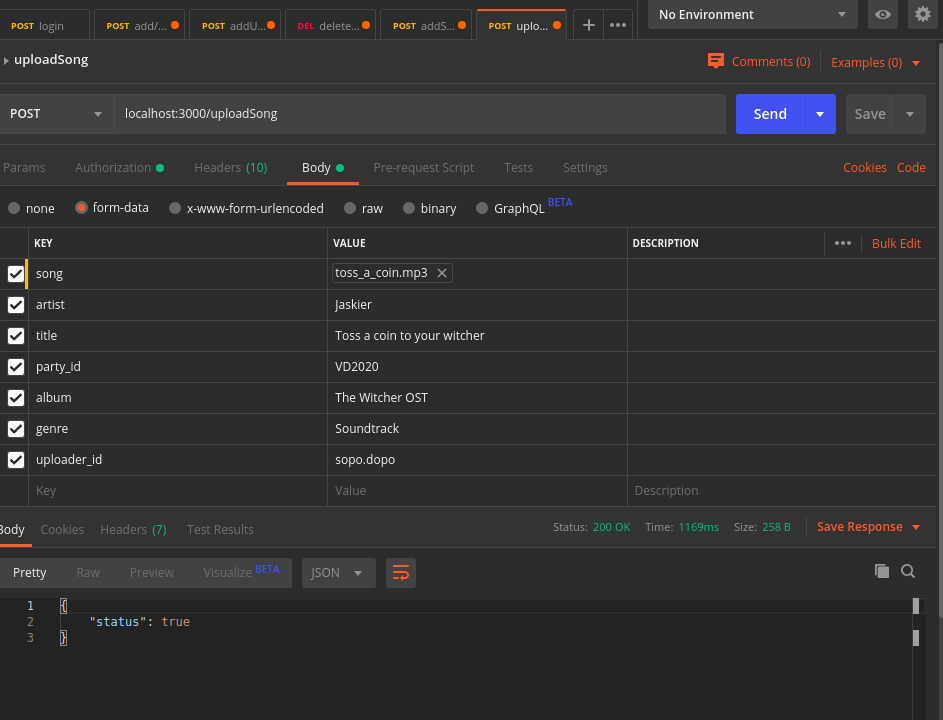 POST login POST add/... POST addU... DEL delete... POST addS... POST uplo... + ••• No Environment
uploadSong Comments (0) Examples (0)
POST localhost:3000/uploadSong Send Save
Params Authorization Headers (10) Body Pre-request Script Tests Settings Cookies Code
none form-data x-www-form-urlencoded raw binary GraphQL BETA
KEY VALUE DESCRIPTION ••• Bulk Edit
song toss_a_coin.mp3
artist Jaskier
title Toss a coin to your witcher
party_id VD2020
album The Witcher OST
genre Soundtrack
uploader_id sopo.dopo
Key Value Description
Body Cookies Headers (7) Test Results Status: 200 OK Time: 1169ms Size: 258 B Save Response
Pretty Raw Preview Visualize BETA JSON
1 {
2 "status": true
3 }